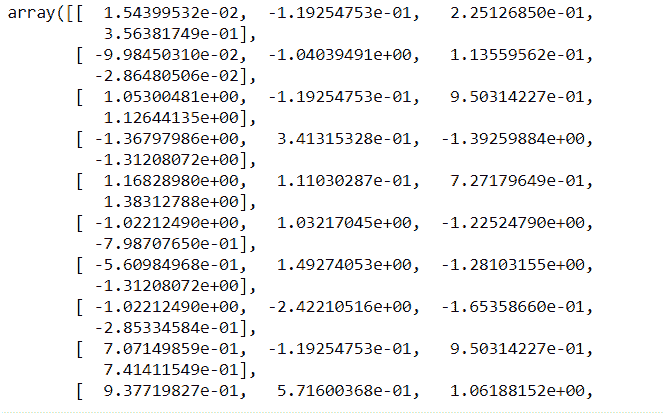 array([[ 1.54399532e-02, -1.19254753e-01, 2.25126850e-01,
3.56381749e-01],
[ -9.98450310e-02, -1.04039491e+00, 1.13559562e-01,
-2.86480506e-02],
[ 1.05300481e+00, -1.19254753e-01, 9.50314227e-01,
1.12644135e+00],
[ -1.36797986e+00, 3.41315328e-01, -1.39259884e+00,
-1.31208072e+00],
[ 1.16828980e+00, 1.11030287e-01, 7.27179649e-01,
1.38312788e+00],
[ -1.02212490e+00, 1.03217045e+00, -1.22524790e+00,
-7.98707650e-01],
[ -5.60984968e-01, 1.49274053e+00, -1.28103155e+00,
-1.31208072e+00],
[ -1.02212490e+00, -2.42210516e+00, -1.65358660e-01,
-2.85334584e-01],
[ 7.07149859e-01, -1.19254753e-01, 9.50314227e-01,
7.41411549e-01],
[ 9.37719827e-01, 5.71600368e-01, 1.06188152e+00,